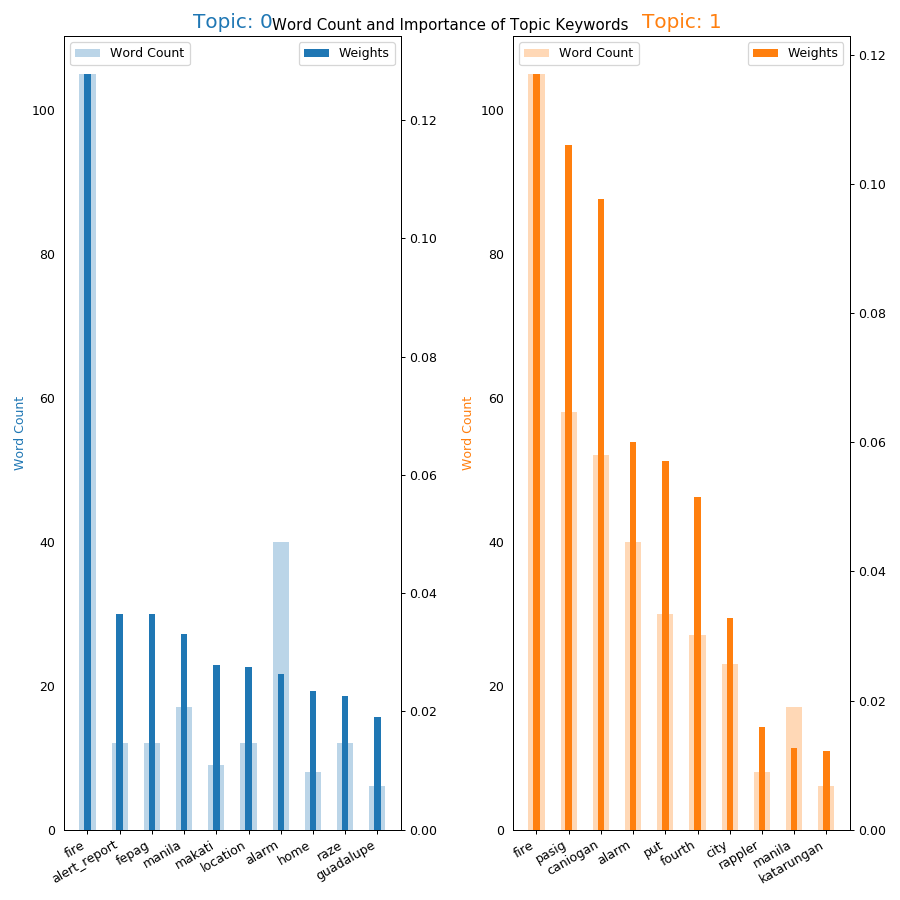 Topic: 0
Word Count and Importance of Topic Keywords
Topic: 1
Word Count
Weights
Word Count
Weights
100
80
60
40
20
0
Word Count
0.12
0.10
0.08
0.06
0.04
0.02
0.00
fire
alert_report
fepag
manila
makati
location
alarm
home
raze
guadalupe
100
80
60
40
20
0
Word Count
0.12
0.10
0.08
0.06
0.04
0.02
0.00
fire
pasig
caniogan
alarm
put
fourth
city
rappler
manila
katarungan